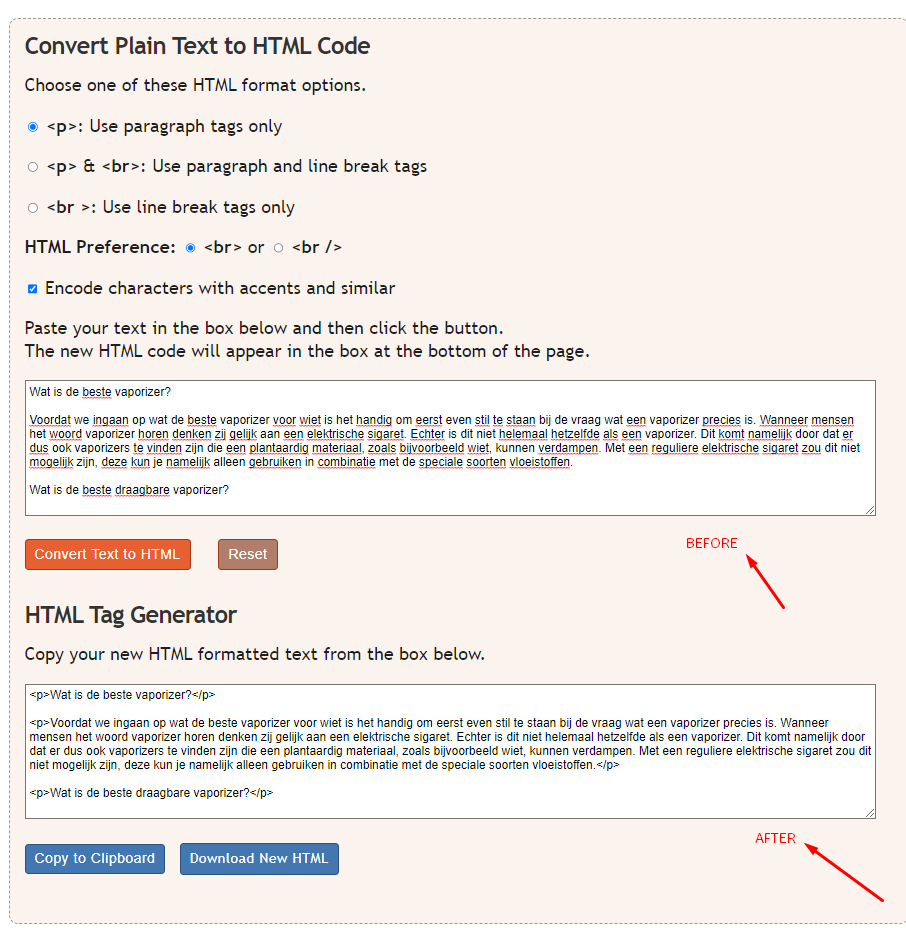 Convert Plain Text to HTML Code
Choose one of these HTML format options.
<p>: Use paragraph tags only
<p> & <br>: Use paragraph and line break tags
<br >: Use line break tags only
HTML Preference: <br> or <br />
Encode characters with accents and similar
Paste your text in the box below and then click the button.
The new HTML code will appear in the box at the bottom of the page.
Wat is de beste vaporizer?
Voordat we ingaan op wat de beste vaporizer voor wiet is het handig om eerst even stil te staan bij de vraag wat een vaporizer precies is. Wanneer mensen
het woord vaporizer horen denken zij gelijk aan een elektrische sigaret. Echter is dit niet helemaal hetzelfde als een vaporizer. Dit komt namelijk door dat er
dus ook vaporizers te vinden zijn die een plantaardig materiaal, zoals bijvoorbeeld wiet, kunnen verdampen. Met een reguliere elektrische sigaret zou dit niet
mogelijk zijn, deze kun je namelijk alleen gebruiken in combinatie met de speciale soorten vloeistoffen.
Wat is de beste draagbare vaporizer?
Convert Text to HTML
Reset
BEFORE
HTML Tag Generator
Copy your new HTML formatted text from the box below.
<p>Wat is de beste vaporizer?</p>
<p>Voordat we ingaan op wat de beste vaporizer voor wiet is het handig om eerst even stil te staan bij de vraag wat een vaporizer precies is. Wanneer
mensen het woord vaporizer horen denken zij gelijk aan een elektrische sigaret. Echter is dit niet helemaal hetzelfde als een vaporizer. Dit komt namelijk door
dat er dus ook vaporizers te vinden zijn die een plantaardig materiaal, zoals bijvoorbeeld wiet, kunnen verdampen. Met een reguliere elektrische sigaret zou dit
niet mogelijk zijn, deze kun je namelijk alleen gebruiken in combinatie met de speciale soorten vloeistoffen.</p>
<p>Wat is de beste draagbare vaporizer?</p>
AFTER
Copy to Clipboard
Download New HTML